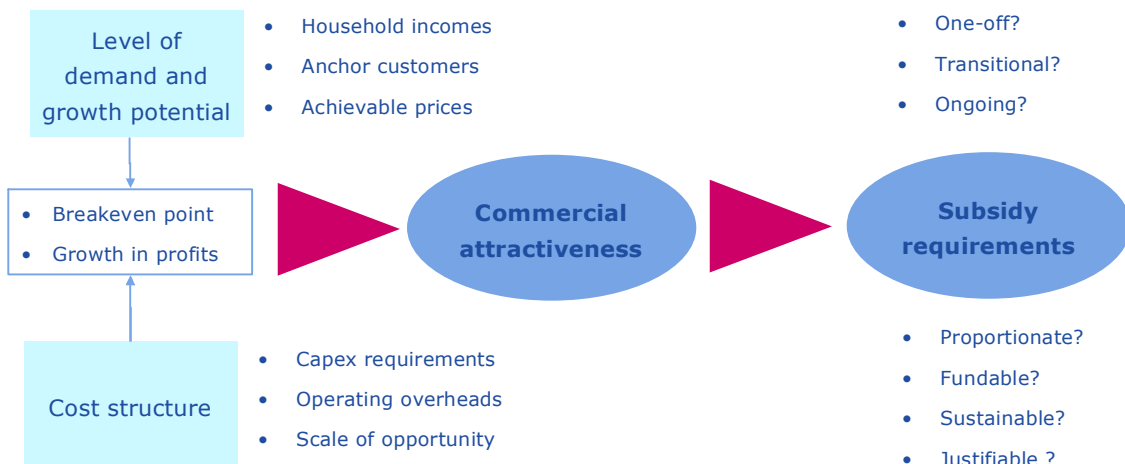 Level of
demand and
growth potential
• Household incomes
• Anchor customers
• Achievable prices
• One-off?
• Transitional?
• Ongoing?
• Breakeven point
• Growth in profits
Commercial
attractiveness
Subsidy
requirements
Cost structure
• Capex requirements
• Operating overheads
• Scale of opportunity
• Proportionate?
• Fundable?
• Sustainable?
• Justifiable ?